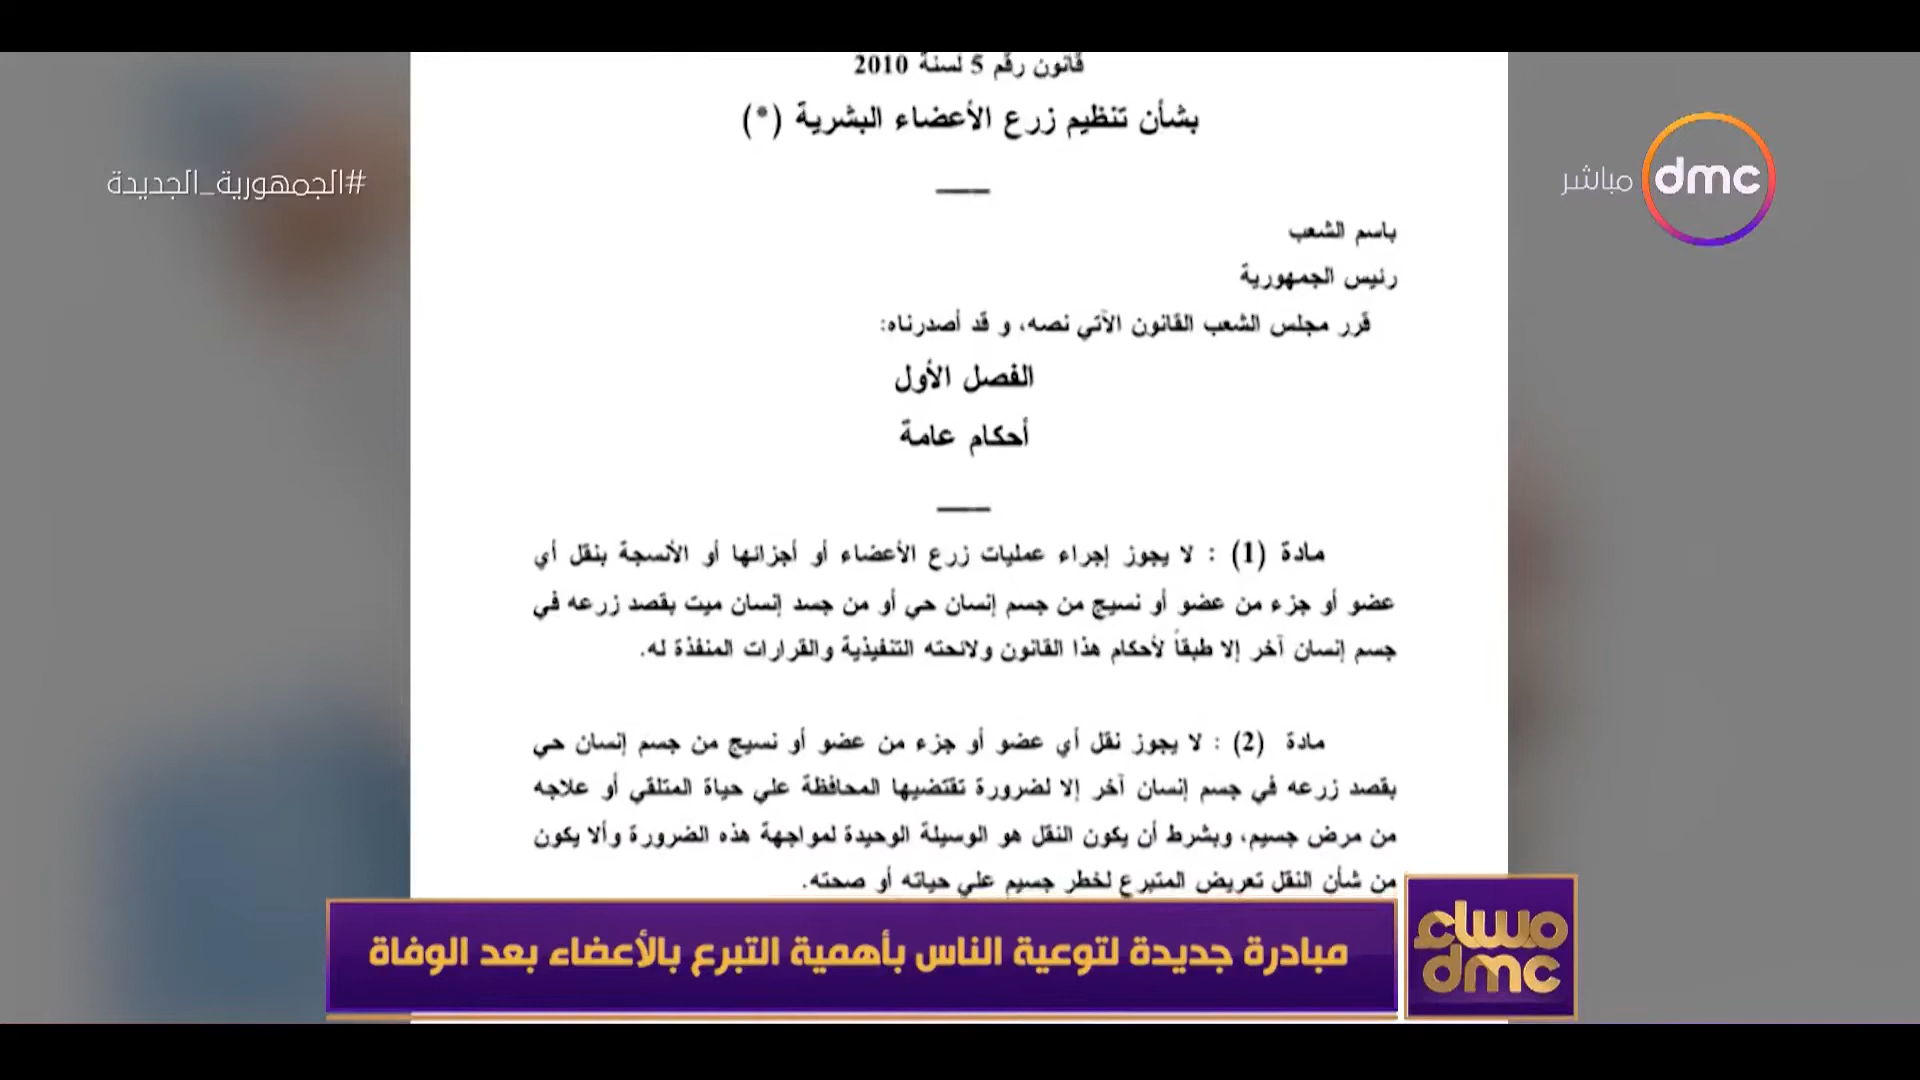 قانون رقم 5 لسنة 2010
بشأن تنظيم زرع الأعضاء البشرية (*)
dmc مباشر
#الجمهورية_الجديدة
باسم الشعب
رئيس الجمهورية
قرر مجلس الشعب القانون الآتي نصه، و قد أصدرناه:
الفصل الأول
أحكام عامة
مادة (1) : لا يجوز إجراء عمليات زرع الأعضاء أو أجزائها أو الأنسجة بنقل أي
عضو أو جزء من عضو أو نسيج من جسم إنسان حي أو من جسد إنسان ميت بقصد زرعه في
جسم إنسان آخر إلا طبقاً لأحكام هذا القانون ولائحته التنفيذية والقرارات المنفذة له.
مادة (2) : لا يجوز نقل أي عضو أو جزء من عضو أو نسيج من جسم إنسان حي
بقصد زرعه في جسم إنسان آخر إلا لضرورة تقتضيها المحافظة علي حياة المتلقي أو علاجه
من مرض جسيم، وبشرط أن يكون النقل هو الوسيلة الوحيدة لمواجهة هذه الضرورة وألا يكون
من شأن النقل تعريض المتبرع لخطر جسيم علي حياته أو صحته.
مبادرة جديدة لتوعية الناس بأهمية التبرع بالأعضاء بعد الوفاة
مساء
dmc